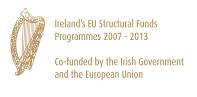 Ireland's EU Structural Funds
Programmes 2007 - 2013
Co-funded by the Irish Government
and the European Union